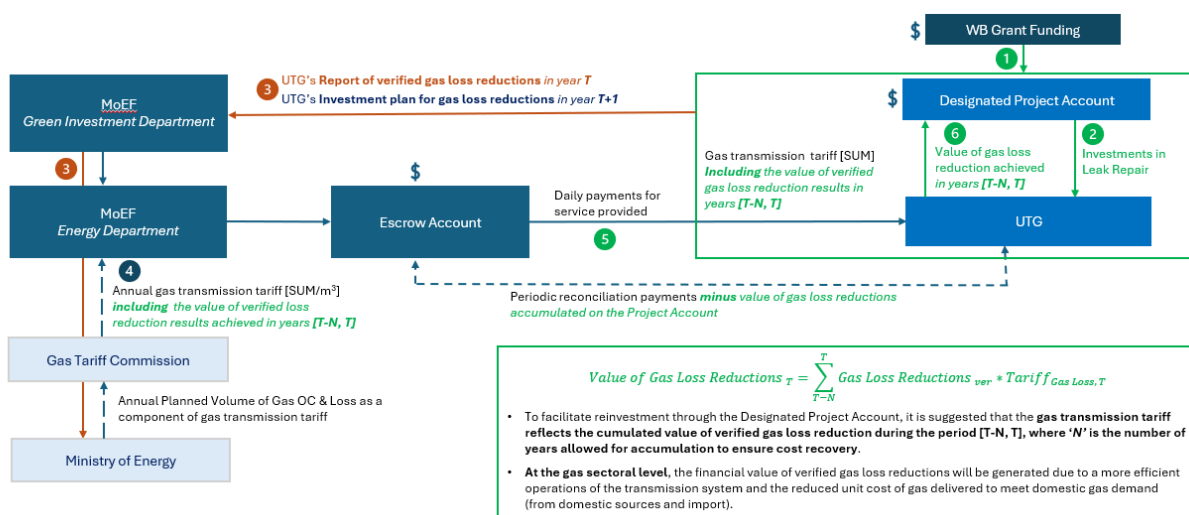 $
WB Grant Funding
1
UTG's Report of verified gas loss reductions in year T
3
UTG's Investment plan for gas loss reductions in year T+1
MoEF
Green Investment Department
$
Designated Project Account
6
2
Value of gas loss
reduction achieved
in years [T-N, T]
Investments in
Leak Repair
Gas transmission tariff [SUM]
Including the value of verified
gas loss reduction results in
years [T-N, T]
3
$
MoEF
Energy Department
Escrow Account
Daily payments for
service provided
5
UTG
4
Annual gas transmission tariff [SUM/m³]
including the value of verified loss
reduction results achieved in years [T-N, T]
Periodic reconciliation payments minus value of gas loss reductions
accumulated on the Project Account
Gas Tariff Commission
Annual Planned Volume of Gas OC & Loss as a
component of gas transmission tariff
Ministry of Energy
T
Value of Gas Loss Reductions T = ∑ Gas Loss Reductions ver * Tariff Gas Loss, T
T-N
• To facilitate reinvestment through the Designated Project Account, it is suggested that the gas transmission tariff
reflects the cumulated value of verified gas loss reduction during the period [T-N, T], where 'N' is the number of
years allowed for accumulation to ensure cost recovery.
• At the gas sectoral level, the financial value of verified gas loss reductions will be generated due to a more efficient
operations of the transmission system and the reduced unit cost of gas delivered to meet domestic gas demand
(from domestic sources and import).